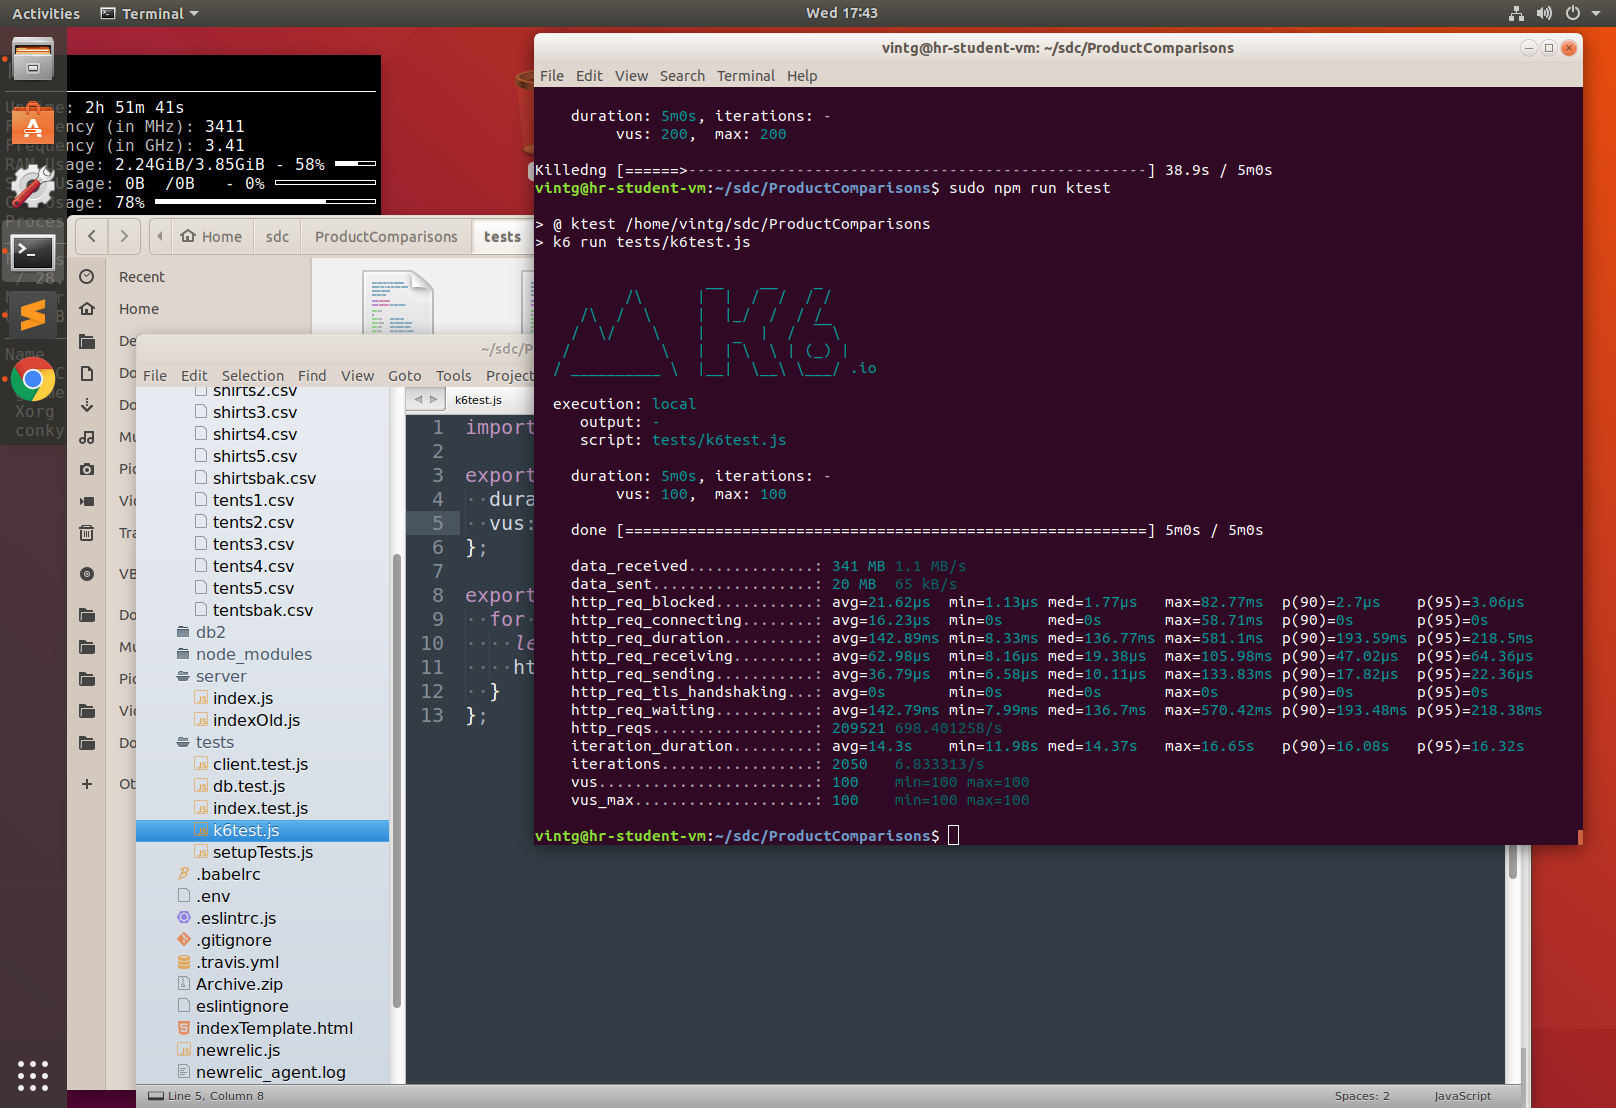 Activities Terminal Wed 17:43
Uptime: 2h 51m 41s
Frequency (in MHz): 3411
Frequency (in GHz): 3.41
RAM Usage: 2.24GiB/3.85GiB - 58%
Usage: 0B /0B - 0%
CPU Usage: 78%
Proces
/ 28.
Name
Xorg
conky
Home sdc ProductComparisons tests
Recent
Home
De
Do
Do
Mu
Pic
Vic
Tra
VB
Do
Mu
Pic
Vic
Do
Ot
~/sdc/P
File Edit Selection Find View Goto Tools Project
shirts2.csv
shirts3.csv
shirts4.csv
shirts5.csv
shirtsbak.csv
tents1.csv
tents2.csv
tents3.csv
tents4.csv
tents5.csv
tentsbak.csv
db2
node_modules
server
index.js
indexOld.js
tests
client.test.js
db.test.js
index.test.js
k6test.js
setupTests.js
.babelrc
.env
.eslintrc.js
.gitignore
.travis.yml
Archive.zip
eslintignore
indexTemplate.html
newrelic.js
newrelic_agent.log
k6test.js
1 import
2
3 export
4 dura
5 vus:
6 };
7
8 export
9 for
10 le
11 ht
12 }
13 };
Line 5, Column 8 Spaces: 2 JavaScript
vintg@hr-student-vm: ~/sdc/ProductComparisons
File Edit View Search Terminal Help
duration: 5m0s, iterations: -
vus: 200, max: 200
Killedng [======>---------------------------------------------------] 38.9s / 5m0s
vintg@hr-student-vm:~/sdc/ProductComparisons$ sudo npm run ktest
> @ ktest /home/vintg/sdc/ProductComparisons
> k6 run tests/k6test.js
.io
execution: local
output: -
script: tests/k6test.js
duration: 5m0s, iterations: -
vus: 100, max: 100
done [==========================================================] 5m0s / 5m0s
data_received..............: 341 MB 1.1 MB/s
data_sent..................: 20 MB 65 kB/s
http_req_blocked...........: avg=21.62µs min=1.13µs med=1.77µs max=82.77ms p(90)=2.7µs p(95)=3.06µs
http_req_connecting........: avg=16.23µs min=0s med=0s max=58.71ms p(90)=0s p(95)=0s
http_req_duration..........: avg=142.89ms min=8.33ms med=136.77ms max=581.1ms p(90)=193.59ms p(95)=218.5ms
http_req_receiving.........: avg=62.98µs min=8.16µs med=19.38µs max=105.98ms p(90)=47.02µs p(95)=64.36µs
http_req_sending...........: avg=36.79µs min=6.58µs med=10.11µs max=133.83ms p(90)=17.82µs p(95)=22.36µs
http_req_tls_handshaking...: avg=0s min=0s med=0s max=0s p(90)=0s p(95)=0s
http_req_waiting...........: avg=142.79ms min=7.99ms med=136.7ms max=570.42ms p(90)=193.48ms p(95)=218.38ms
http_reqs..................: 209521 698.401258/s
iteration_duration.........: avg=14.3s min=11.98s med=14.37s max=16.65s p(90)=16.08s p(95)=16.32s
iterations.................: 2050 6.833313/s
vus........................: 100 min=100 max=100
vus_max....................: 100 min=100 max=100
vintg@hr-student-vm:~/sdc/ProductComparisons$